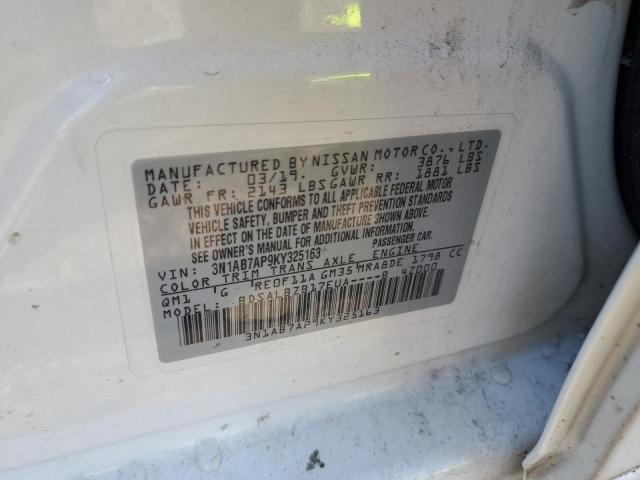 MANUFACTURED BY NISSAN MOTOR CO., LTD.
DATE: 03/19. GVWR: 3876 LBS
GAWR FR: 2143 LBS GAWR RR: 1881 LBS
THIS VEHICLE CONFORMS TO ALL APPLICABLE FEDERAL MOTOR
VEHICLE SAFETY, BUMPER AND THEFT PREVENTION STANDARDS
IN EFFECT ON THE DATE OF MANUFACTURE SHOWN ABOVE.
SEE OWNER'S MANUAL FOR ADDITIONAL INFORMATION.
VIN: 3N1AB7AP9KY325163 PASSENGER CAR.
COLOR TRIM TRANS AXLE ENGINE
QM1 G RE0F11A GM35 MRA8DE 1798 CC
MODEL: BDSALBZB17EUA----B 4Z000
3N1AB7AP9KY325163